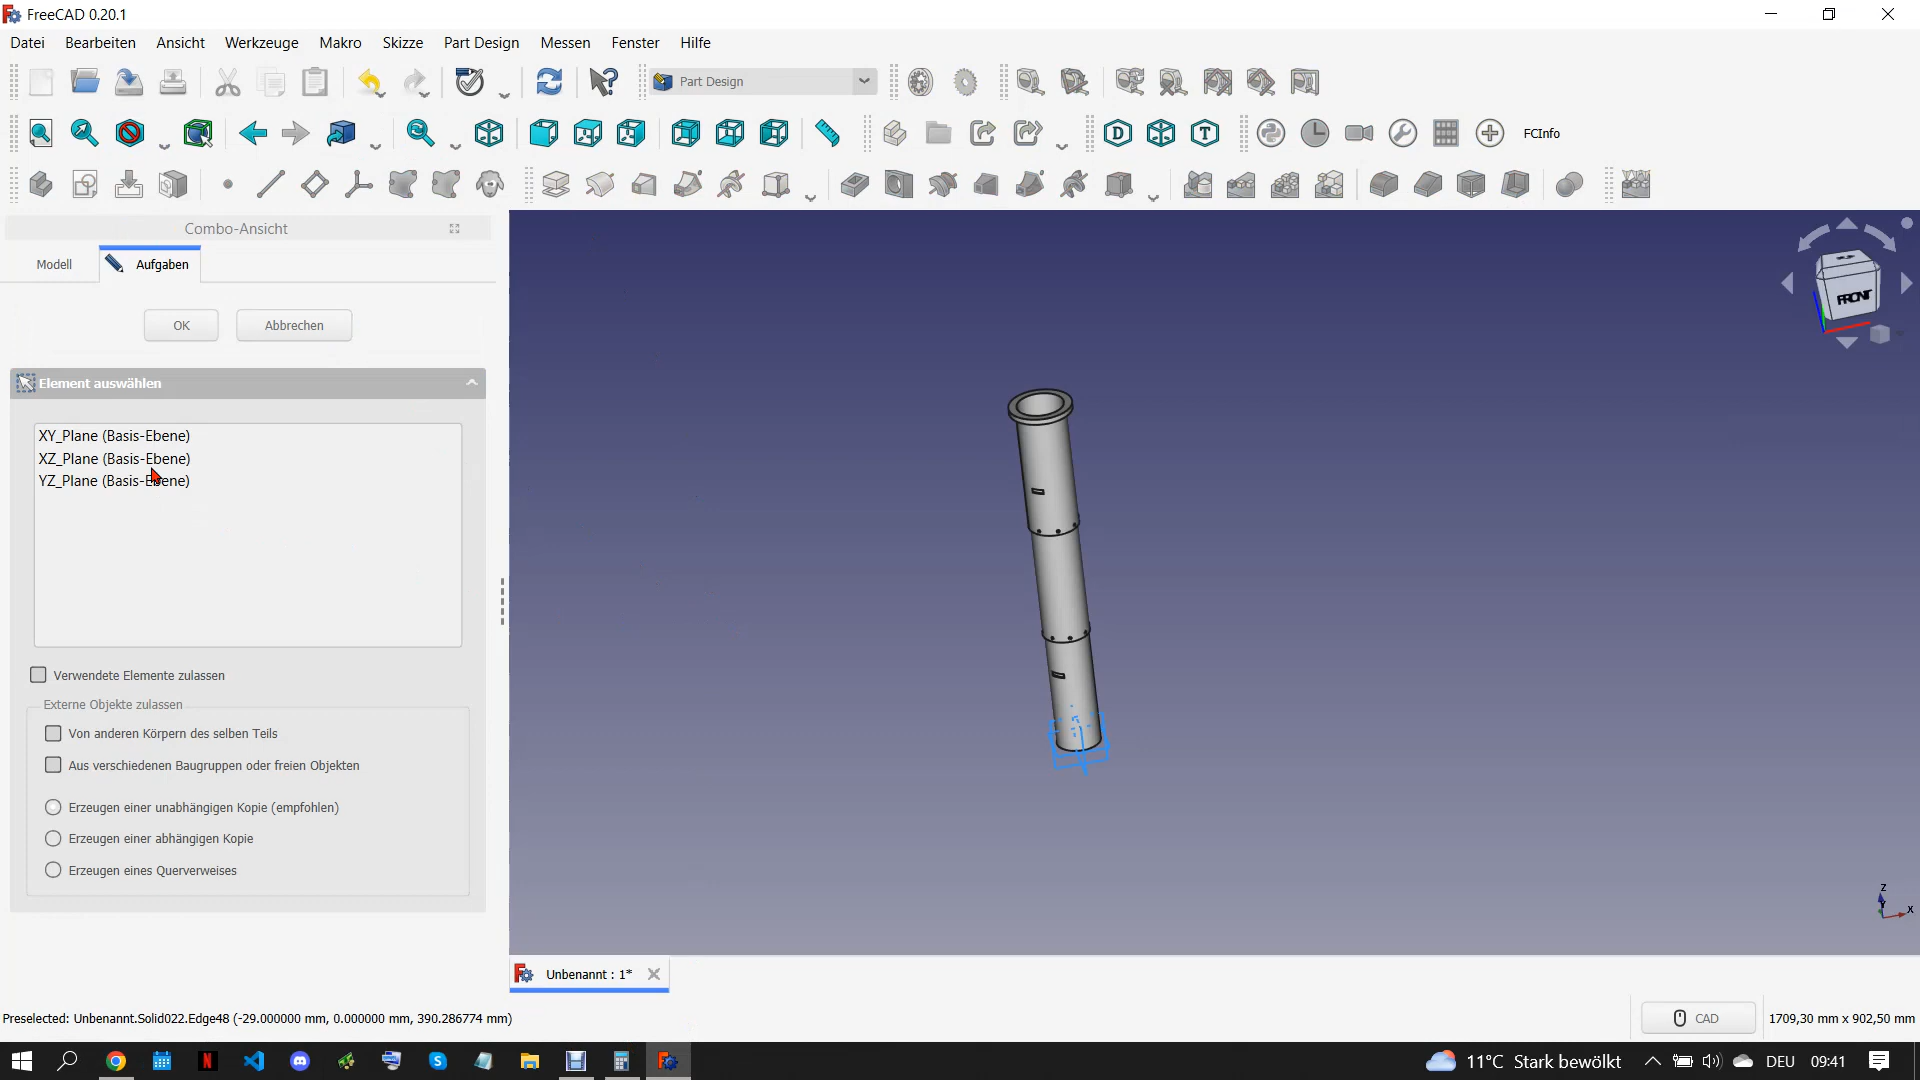 FreeCAD 0.20.1
Datei Bearbeiten Ansicht Werkzeuge Makro Skizze Part Design Messen Fenster Hilfe
Part Design
D T FCInfo
Combo-Ansicht
Modell Aufgaben
OK Abbrechen
Element auswählen
XY_Plane (Basis-Ebene)
XZ_Plane (Basis-Ebene)
YZ_Plane (Basis-Ebene)
Verwendete Elemente zulassen
Externe Objekte zulassen
Von anderen Körpern des selben Teils
Aus verschiedenen Baugruppen oder freien Objekten
Erzeugen einer unabhängigen Kopie (empfohlen)
Erzeugen einer abhängigen Kopie
Erzeugen eines Querverweises
FRONT
Z
Y
X
Unbenannt : 1*
Preselected: Unbenannt.Solid022.Edge48 (-29.000000 mm, 0.000000 mm, 390.286774 mm)
CAD 1709,30 mm x 902,50 mm
N S 11°C Stark bewölkt DEU 09:41